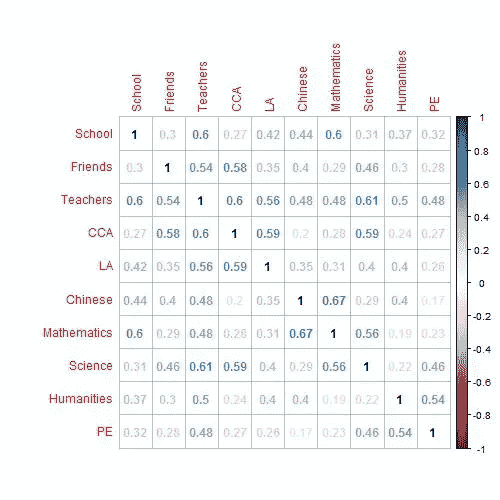 School Friends Teachers CCA LA Chinese Mathematics Science Humanities PE
School 1 0.3 0.6 0.27 0.42 0.44 0.6 0.31 0.37 0.32
Friends 0.3 1 0.54 0.58 0.35 0.4 0.29 0.46 0.3 0.28
Teachers 0.6 0.54 1 0.6 0.56 0.48 0.48 0.61 0.5 0.48
CCA 0.27 0.58 0.6 1 0.59 0.2 0.28 0.59 0.24 0.27
LA 0.42 0.35 0.56 0.59 1 0.35 0.31 0.4 0.4 0.26
Chinese 0.44 0.4 0.48 0.2 0.35 1 0.67 0.29 0.4 0.17
Mathematics 0.6 0.29 0.48 0.28 0.31 0.67 1 0.56 0.19 0.23
Science 0.31 0.46 0.61 0.59 0.4 0.29 0.56 1 0.22 0.46
Humanities 0.37 0.3 0.5 0.24 0.4 0.4 0.19 0.22 1 0.54
PE 0.32 0.28 0.48 0.27 0.26 0.17 0.23 0.46 0.54 1
1
0.8
0.6
0.4
0.2
0
-0.2
-0.4
-0.6
-0.8
-1